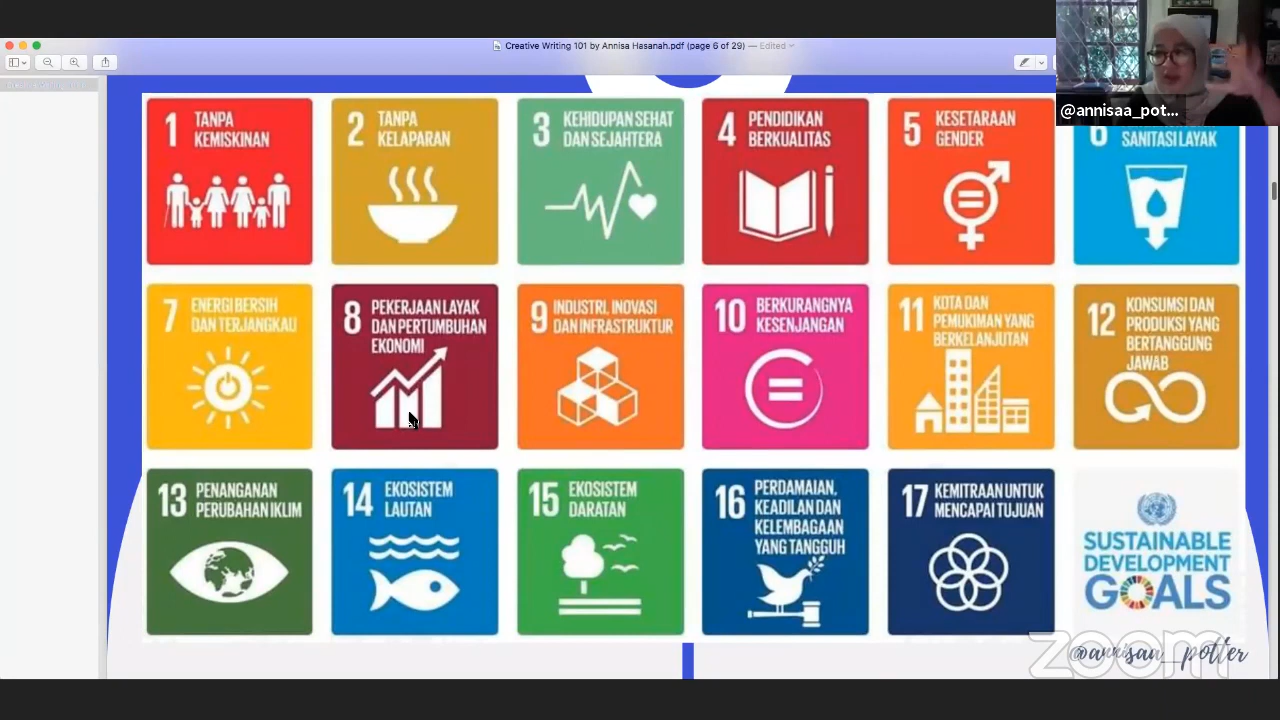 Creative Writing 101 by Annisa Hasanah.pdf (page 6 of 29) — Edited
@annisaa_pot...
1 TANPA
KEMISKINAN
2 TANPA
KELAPARAN
3 KEHIDUPAN SEHAT
DAN SEJAHTERA
4 PENDIDIKAN
BERKUALITAS
5 KESETARAAN
GENDER
6
SANITASI LAYAK
7 ENERGI BERSIH
DAN TERJANGKAU
8 PEKERJAAN LAYAK
DAN PERTUMBUHAN
EKONOMI
9 INDUSTRI, INOVASI
DAN INFRASTRUKTUR
10 BERKURANGNYA
KESENJANGAN
11 KOTA DAN
PEMUKIMAN YANG
BERKELANJUTAN
12 KONSUMSI DAN
PRODUKSI YANG
BERTANGGUNG
JAWAB
13 PENANGANAN
PERUBAHAN IKLIM
14 EKOSISTEM
LAUTAN
15 EKOSISTEM
DARATAN
16 PERDAMAIAN,
KEADILAN DAN
KELEMBAGAAN
YANG TANGGUH
17 KEMITRAAN UNTUK
MENCAPAI TUJUAN
SUSTAINABLE
DEVELOPMENT
GOALS
@annisaa_potter
zoom